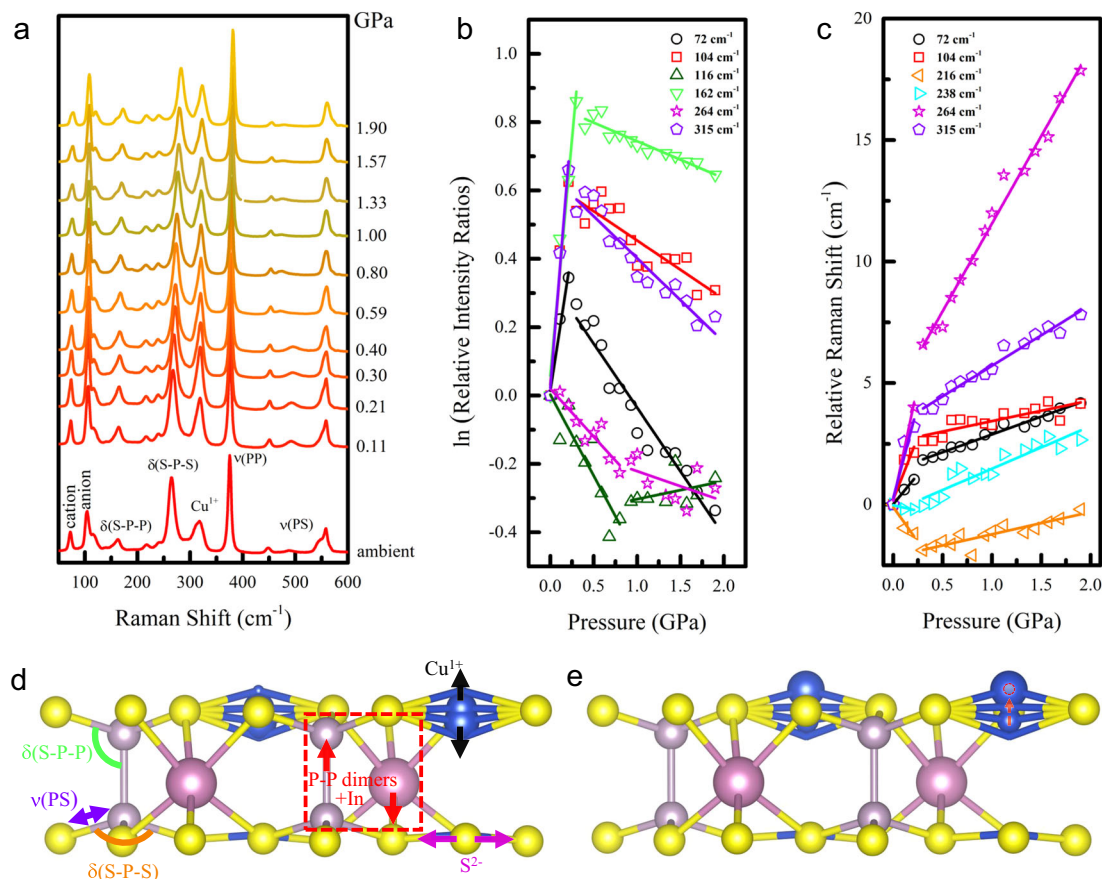 a
GPa
1.90
1.57
1.33
1.00
0.80
0.59
0.40
0.30
0.21
0.11
ambient
cation
anion
δ(S-P-P)
δ(S-P-S)
Cu¹⁺
ν(PP)
ν(PS)
100 200 300 400 500 600
Raman Shift (cm⁻¹)
b
72 cm⁻¹
104 cm⁻¹
116 cm⁻¹
162 cm⁻¹
264 cm⁻¹
315 cm⁻¹
1.0
0.8
0.6
0.4
0.2
0.0
-0.2
-0.4
ln (Relative Intensity Ratios)
0.0 0.5 1.0 1.5 2.0
Pressure (GPa)
c
72 cm⁻¹
104 cm⁻¹
216 cm⁻¹
238 cm⁻¹
264 cm⁻¹
315 cm⁻¹
20
15
10
5
0
Relative Raman Shift (cm⁻¹)
0.0 0.5 1.0 1.5 2.0
Pressure (GPa)
d
Cu¹⁺
δ(S-P-P)
P-P dimers
+In
ν(PS)
δ(S-P-S)
S²⁻
e